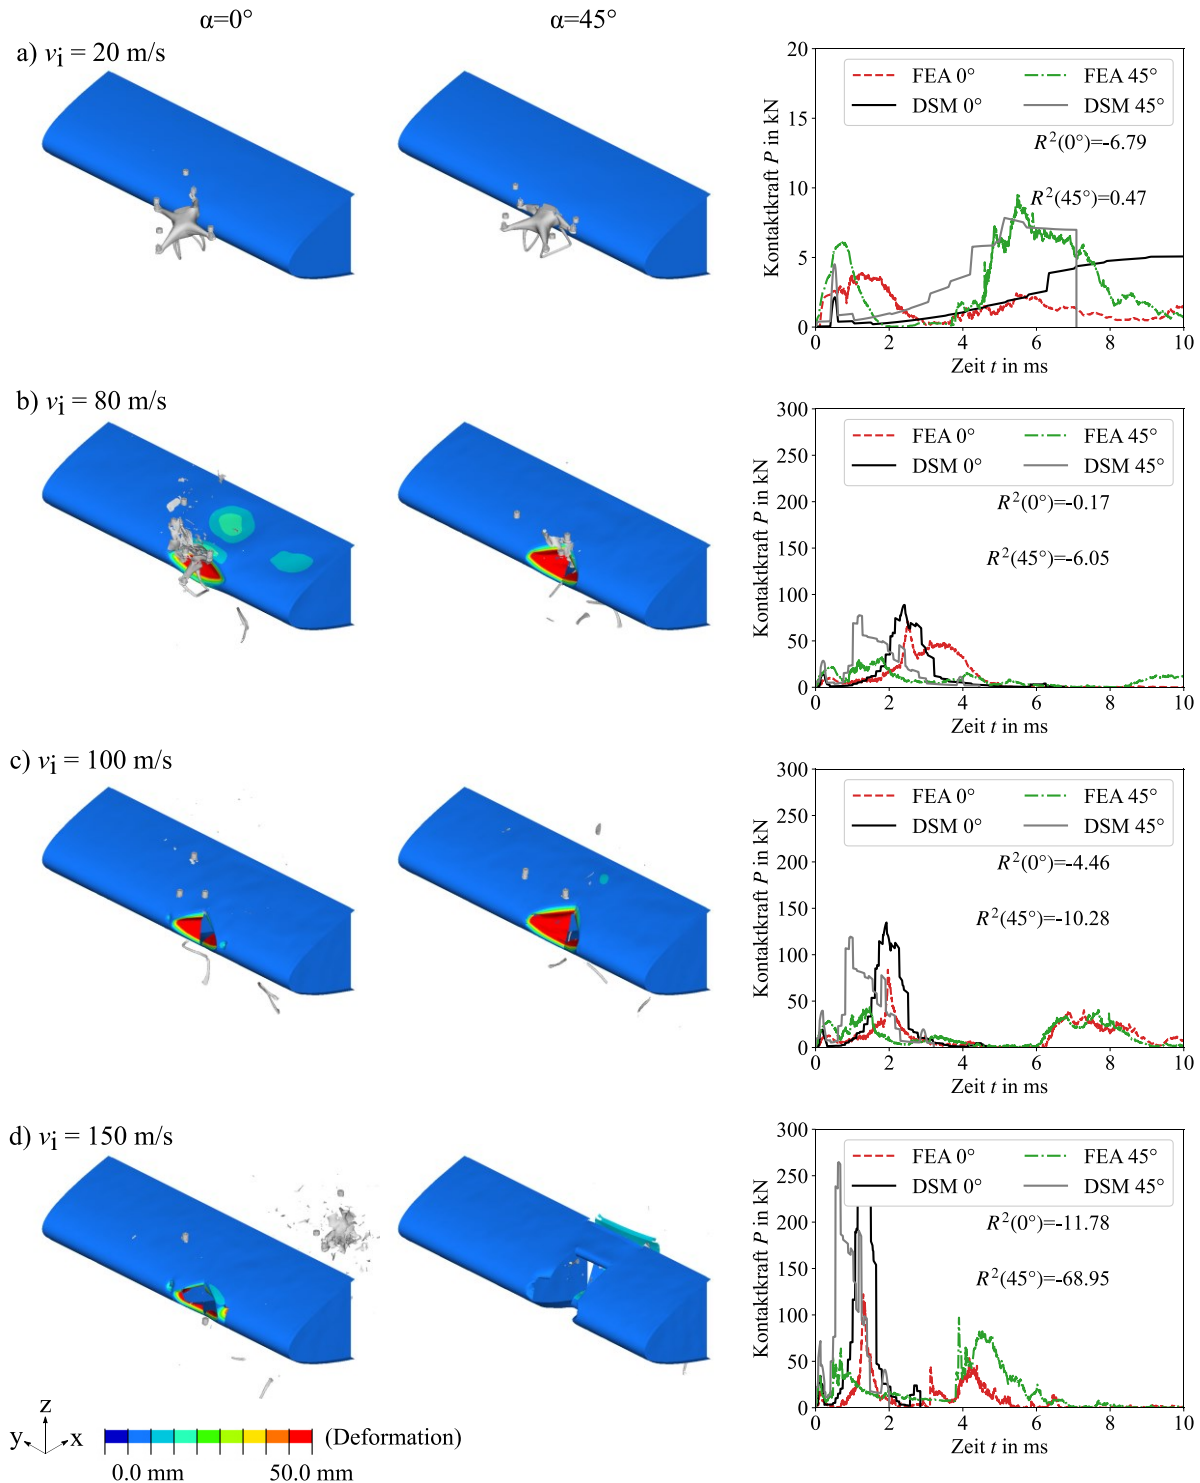 α=0°
α=45°
a) vi = 20 m/s
20
15
10
5
0
FEA 0°
DSM 0°
FEA 45°
DSM 45°
R²(0°)=-6.79
R²(45°)=0.47
Kontaktkraft P in kN
0 2 4 6 8 10
Zeit t in ms
b) vi = 80 m/s
300
250
200
150
100
50
0
FEA 0°
DSM 0°
FEA 45°
DSM 45°
R²(0°)=-0.17
R²(45°)=-6.05
Kontaktkraft P in kN
0 2 4 6 8 10
Zeit t in ms
c) vi = 100 m/s
300
250
200
150
100
50
0
FEA 0°
DSM 0°
FEA 45°
DSM 45°
R²(0°)=-4.46
R²(45°)=-10.28
Kontaktkraft P in kN
0 2 4 6 8 10
Zeit t in ms
d) vi = 150 m/s
300
250
200
150
100
50
0
FEA 0°
DSM 0°
FEA 45°
DSM 45°
R²(0°)=-11.78
R²(45°)=-68.95
Kontaktkraft P in kN
0 2 4 6 8 10
Zeit t in ms
z
y x
(Deformation)
0.0 mm 50.0 mm